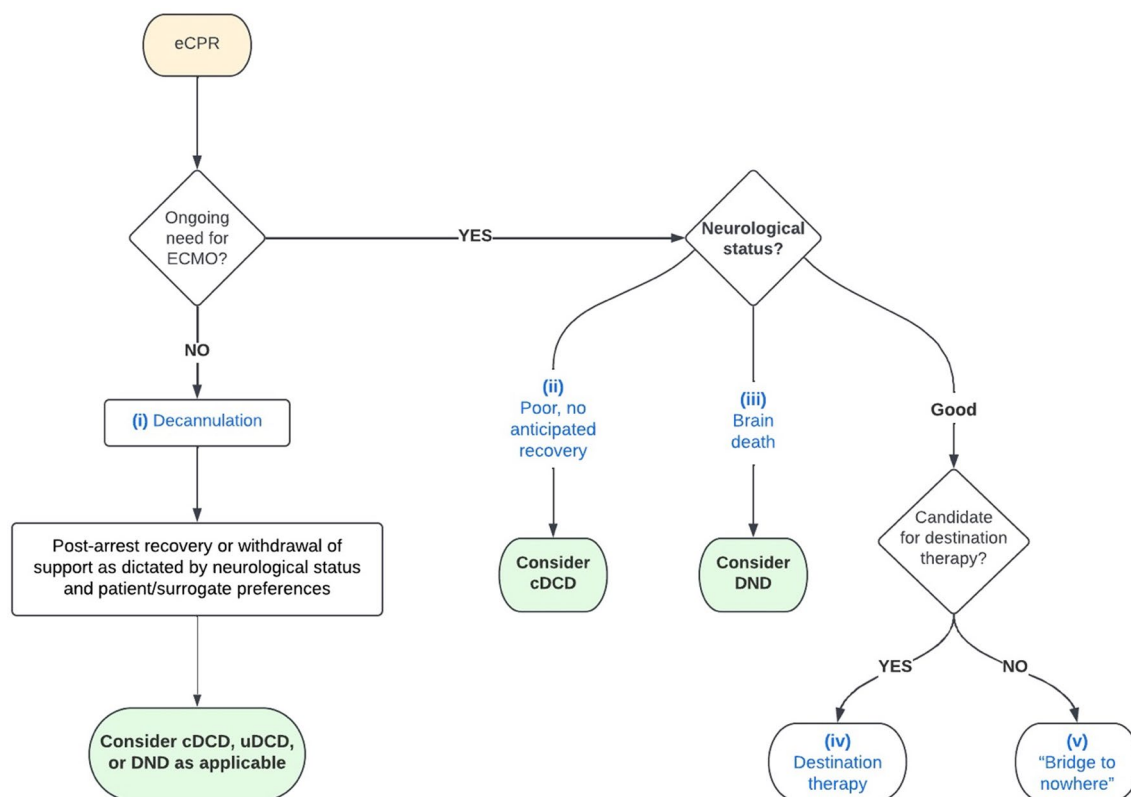 eCPR
Ongoing
need for
ECMO?
YES
Neurological
status?
NO
(i) Decannulation
Post-arrest recovery or withdrawal of
support as dictated by neurological status
and patient/surrogate preferences
Consider cDCD, uDCD,
or DND as applicable
(ii)
Poor, no
anticipated
recovery
Consider
cDCD
(iii)
Brain
death
Consider
DND
Good
Candidate
for destination
therapy?
YES
NO
(iv)
Destination
therapy
(v)
“Bridge to
nowhere”